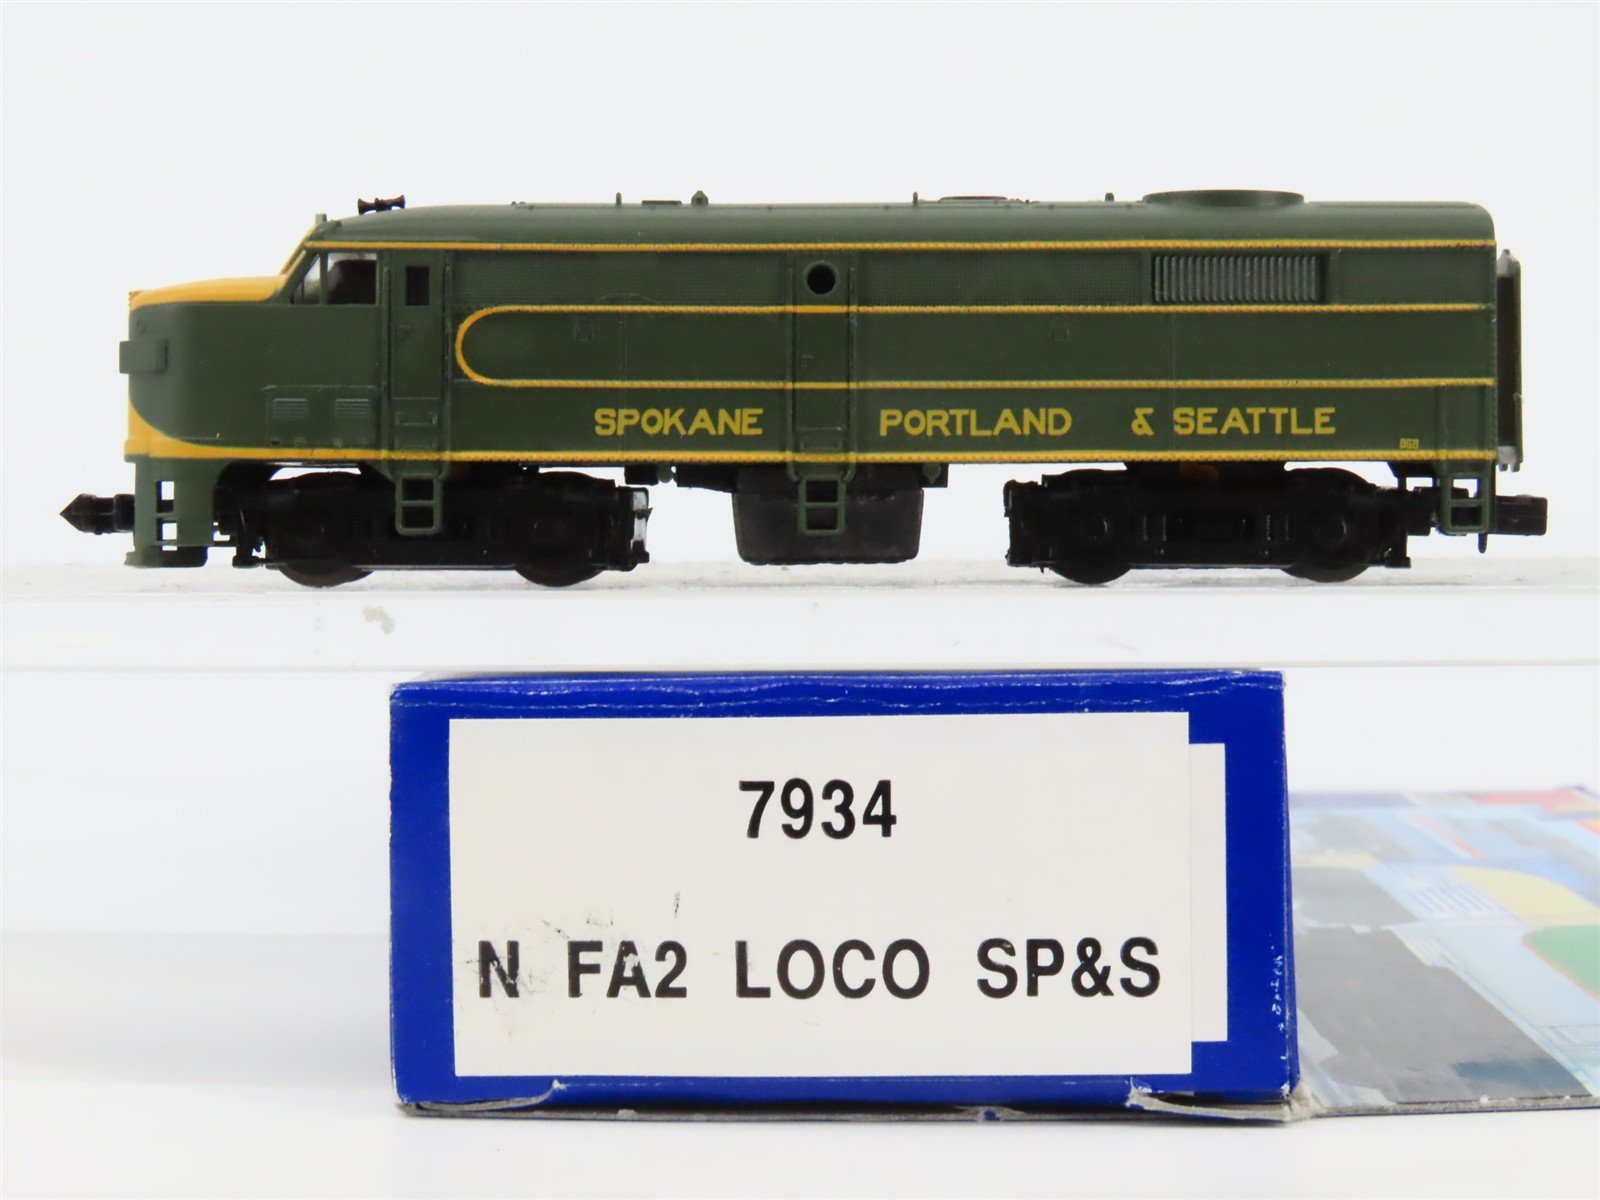 SPOKANE PORTLAND & SEATTLE
7934
N FA2 LOCO SP&S